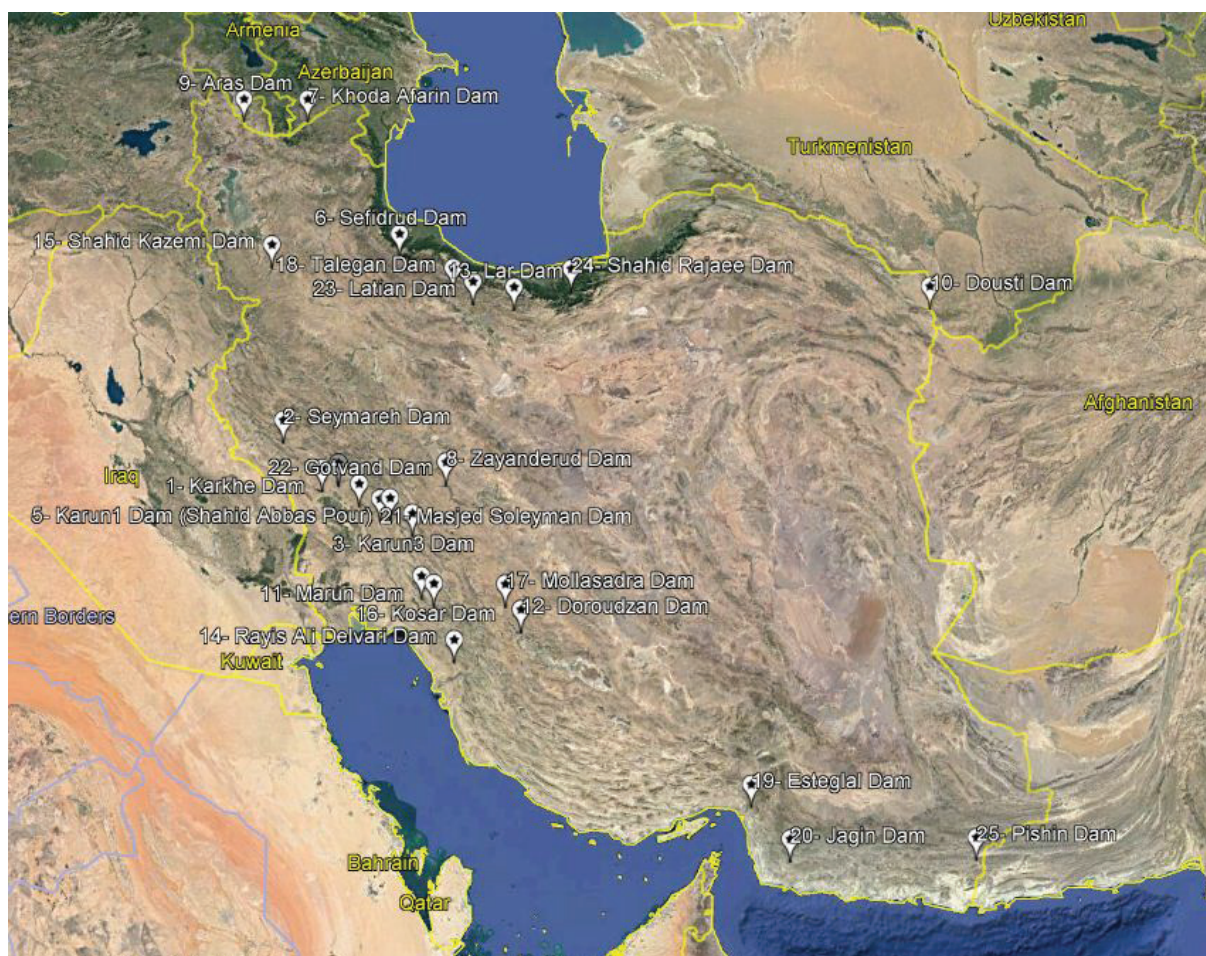 Uzbekistan
Armenia
Azerbaijan
9- Aras Dam
7- Khoda Afarin Dam
Turkmenistan
6- Sefidrud Dam
15- Shahid Kazemi Dam
18- Talegan Dam
13- Lar Dam
24- Shahid Rajaee Dam
23- Latian Dam
10- Dousti Dam
Afghanistan
2- Seymareh Dam
22- Gotvand Dam
8- Zayanderud Dam
Iraq
1- Karkhe Dam
5- Karun1 Dam (Shahid Abbas Pour)
21- Masjed Soleyman Dam
3- Karun3 Dam
11- Marun Dam
17- Mollasadra Dam
16- Kosar Dam
12- Doroudzan Dam
ern Borders
14- Rayis Ali Delvari Dam
Kuwait
19- Esteglal Dam
20- Jagin Dam
25- Pishin Dam
Bahrain
Qatar